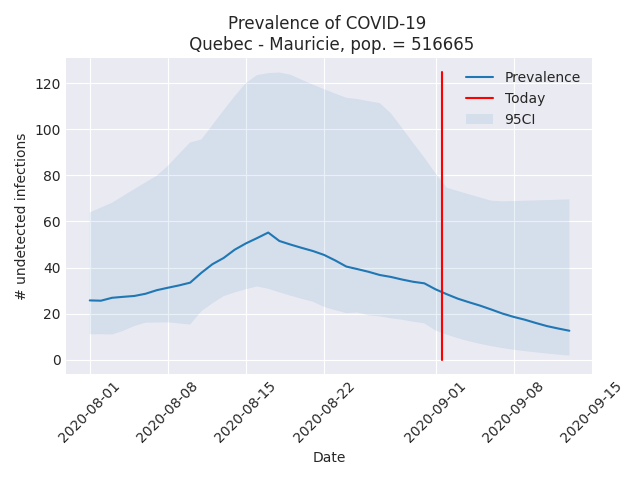 Prevalence of COVID-19
Quebec - Mauricie, pop. = 516665
Prevalence
Today
95CI
# undetected infections
120
100
80
60
40
20
0
2020-08-01
2020-08-08
2020-08-15
2020-08-22
2020-09-01
2020-09-08
2020-09-15
Date